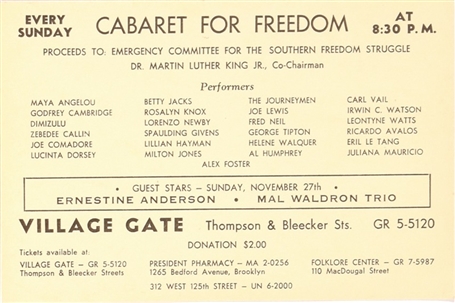 EVERY SUNDAY
CABARET FOR FREEDOM
AT 8:30 P. M.
PROCEEDS TO: EMERGENCY COMMITTEE FOR THE SOUTHERN FREEDOM STRUGGLE
DR. MARTIN LUTHER KING JR., Co-Chairman
Performers
MAYA ANGELOU
GODFREY CAMBRIDGE
DIMIZULU
ZEBEDEE CALLIN
JOE COMADORE
LUCINTA DORSEY
BETTY JACKS
ROSALYN KNOX
LORENZO NEWBY
SPAULDING GIVENS
LILLIAN HAYMAN
MILTON JONES
THE JOURNEYMEN
JOE LEWIS
FRED NEIL
GEORGE TIPTON
HELENE WALQUER
AL HUMPHREY
CARL VAIL
IRWIN C. WATSON
LEONTYNE WATTS
RICARDO AVALOS
ERIL LE TANG
JULIANA MAURICIO
ALEX FOSTER
• GUEST STARS – SUNDAY, NOVEMBER 27th •
ERNESTINE ANDERSON • MAL WALDRON TRIO
VILLAGE GATE Thompson & Bleecker Sts. GR 5-5120
DONATION $2.00
Tickets available at:
VILLAGE GATE – GR 5-5120
Thompson & Bleecker Streets
PRESIDENT PHARMACY – MA 2-0256
1265 Bedford Avenue, Brooklyn
FOLKLORE CENTER – GR 7-5987
110 MacDougal Street
312 WEST 125th STREET – UN 6-2000